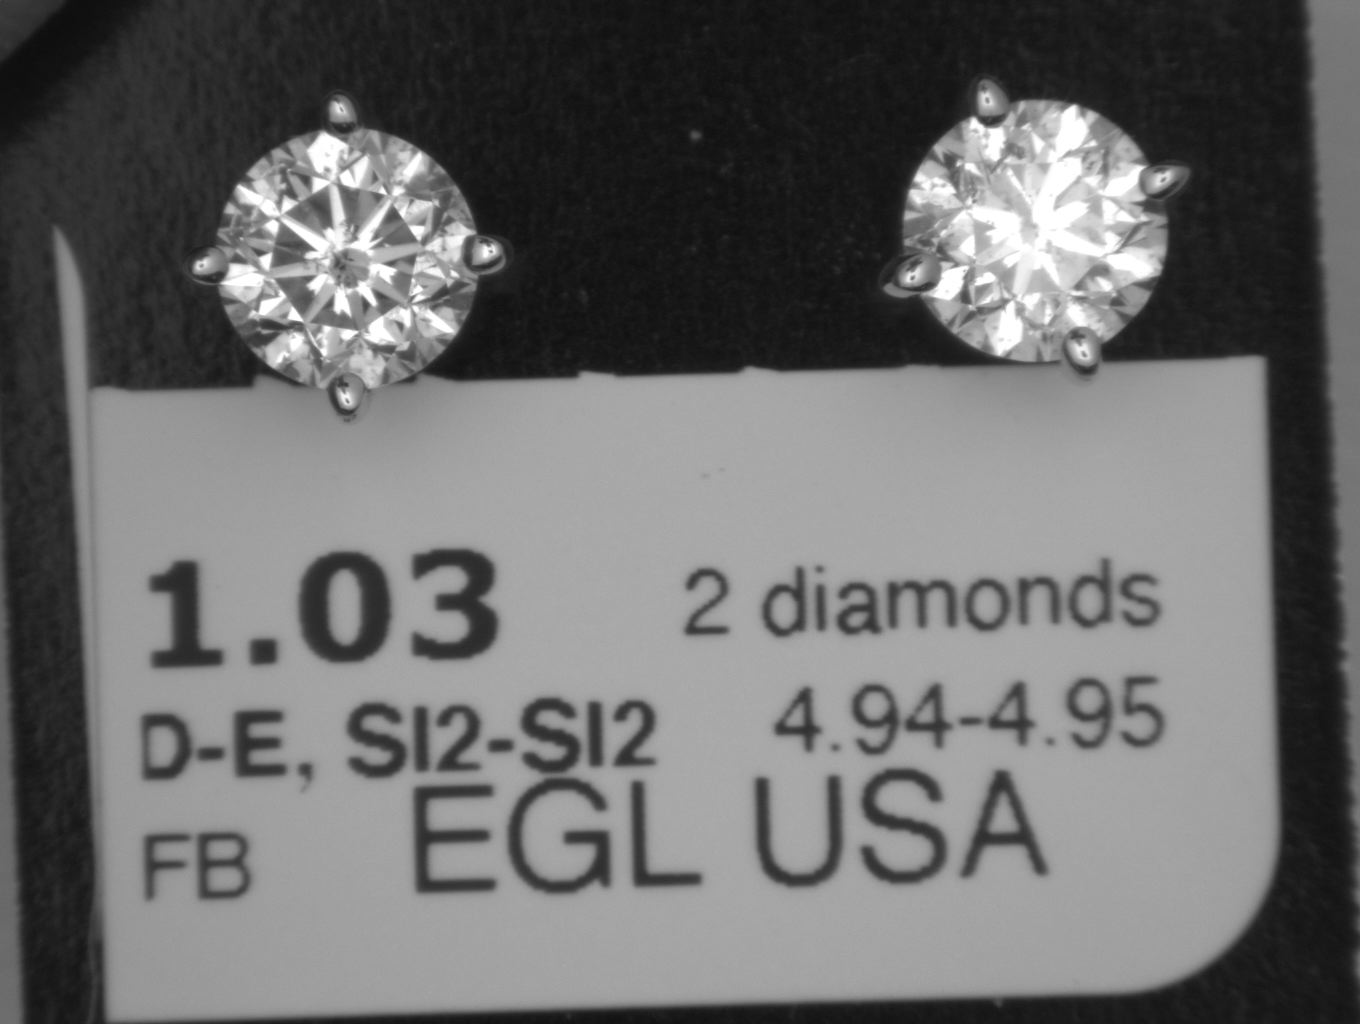 1.03 2 diamonds
D-E, SI2-SI2 4.94-4.95
FB EGL USA